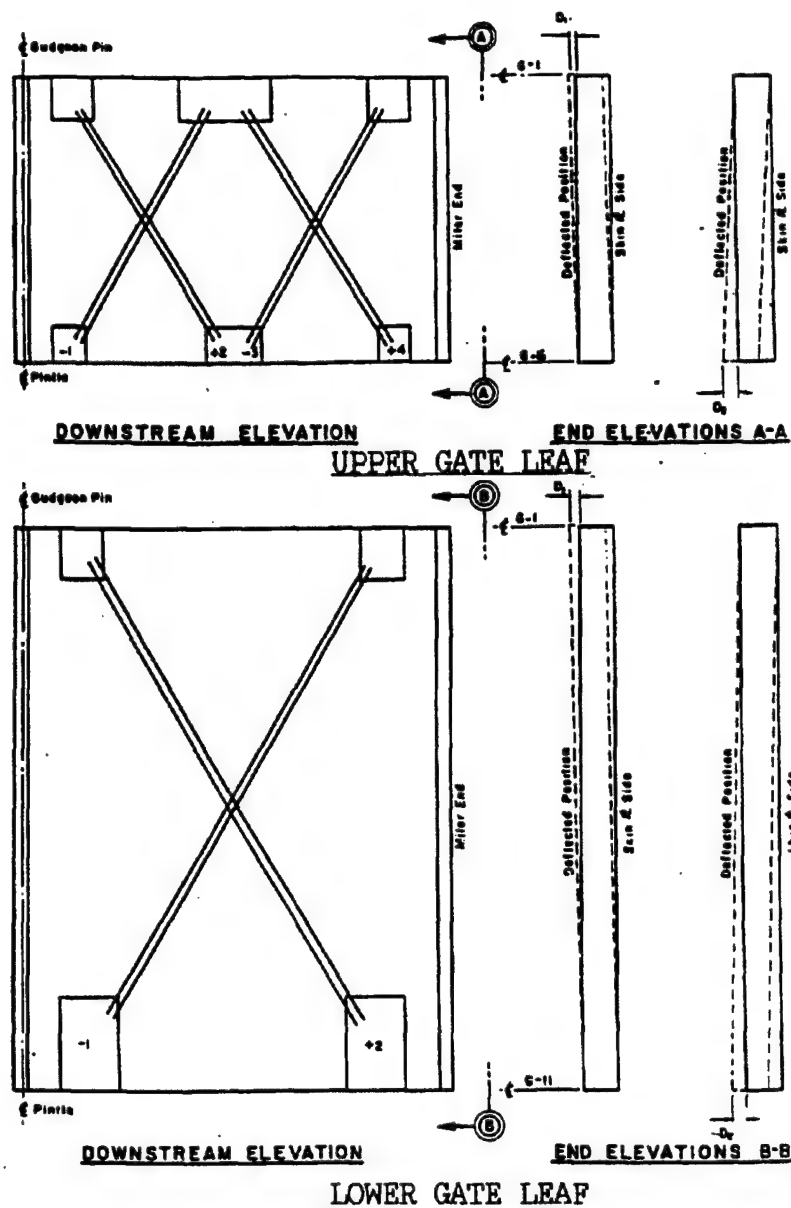 D₁
℄ Gudgeon Pin
A
℄ G-1
Deflected Position
Skin ℄ Side
Deflected Position
Skin ℄ Side
Miter End
-1
+2
-3
+4
℄ G-5
℄ Pintle
A
D₂
DOWNSTREAM ELEVATION
END ELEVATIONS A-A
UPPER GATE LEAF
℄ Gudgeon Pin
B
D₁
℄ G-1
Deflected Position
Skin ℄ Side
Deflected Position
Side
Miter End
-1
+2
℄ G-11
℄ Pintle
B
D₂
DOWNSTREAM ELEVATION
END ELEVATIONS B-B
LOWER GATE LEAF